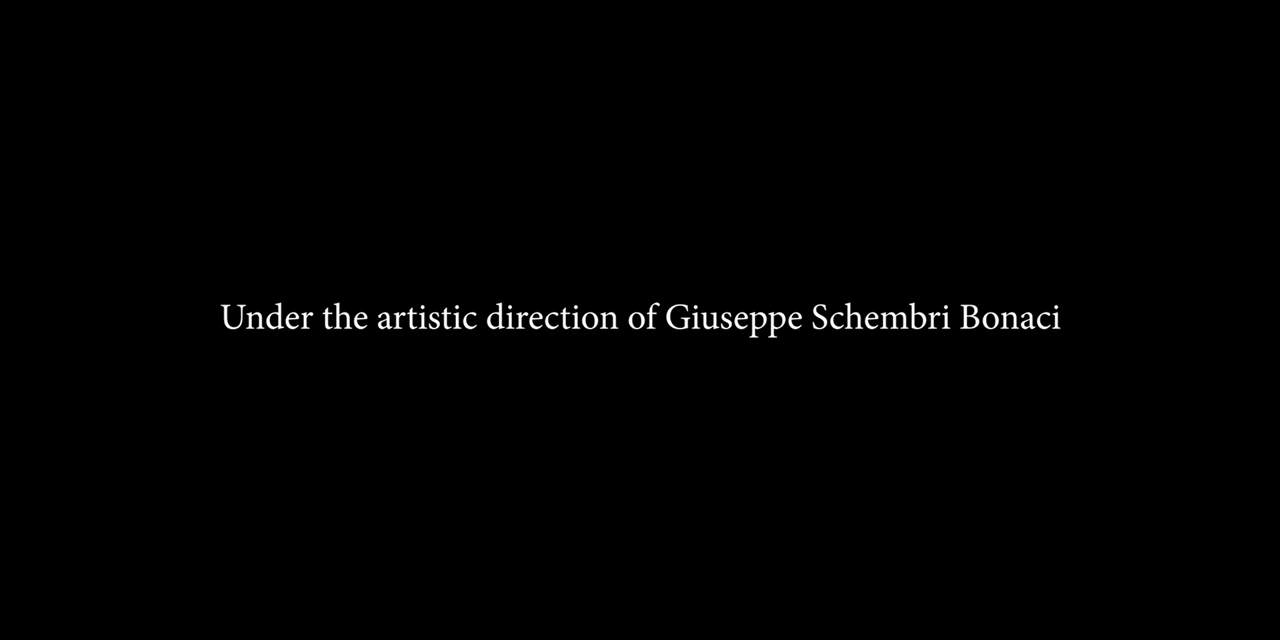 Under the artistic direction of Giuseppe Schembri Bonaci